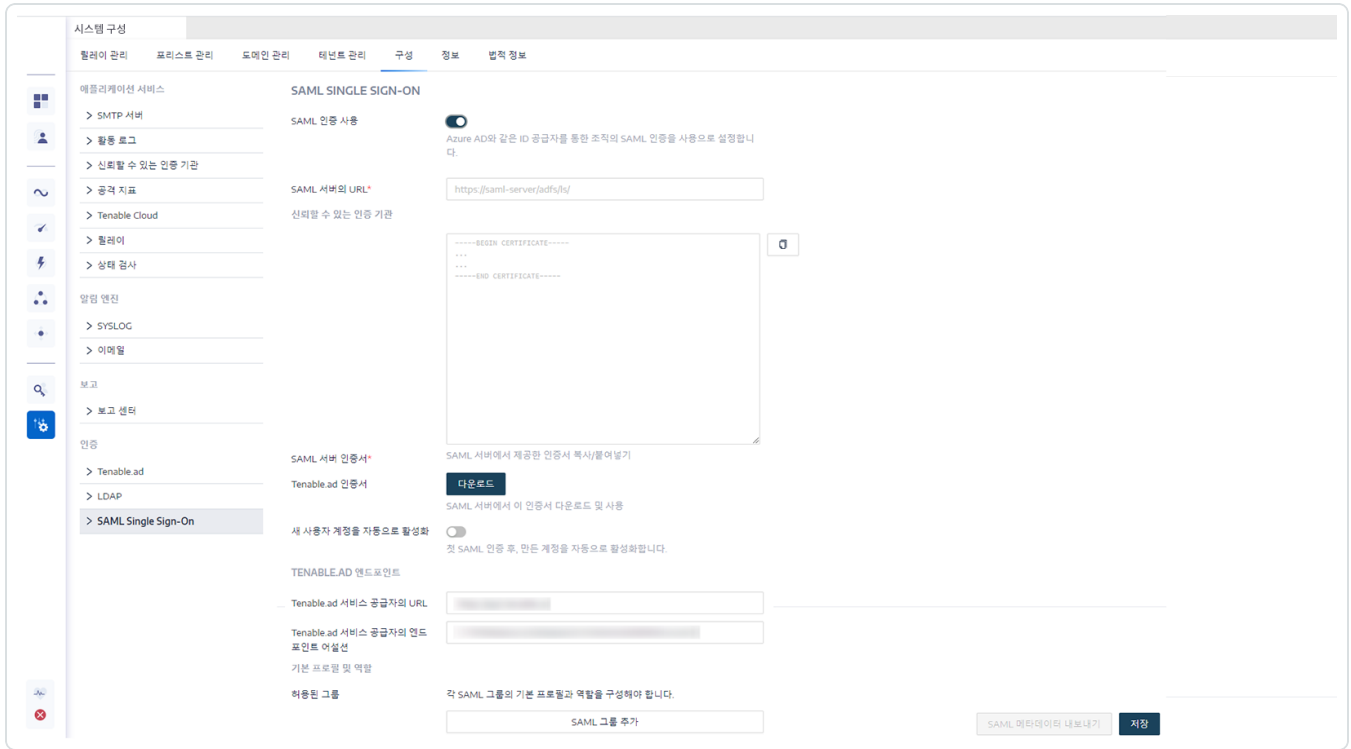 시스템 구성
릴레이 관리 포리스트 관리 도메인 관리 테넌트 관리 구성 정보 법적 정보
애플리케이션 서비스
SMTP 서버
활동 로그
신뢰할 수 있는 인증 기관
공격 지표
Tenable Cloud
릴레이
상태 검사
알림 엔진
SYSLOG
이메일
보고
보고 센터
인증
Tenable.ad
LDAP
SAML Single Sign-On
SAML SINGLE SIGN-ON
SAML 인증 사용
Azure AD와 같은 ID 공급자를 통한 조직의 SAML 인증을 사용으로 설정합니
다.
SAML 서버의 URL*
https://saml-server/adfs/ls/
신뢰할 수 있는 인증 기관
-----BEGIN CERTIFICATE-----
...
...
-----END CERTIFICATE-----
SAML 서버 인증서*
SAML 서버에서 제공한 인증서 복사/붙여넣기
Tenable.ad 인증서
다운로드
SAML 서버에서 이 인증서 다운로드 및 사용
새 사용자 계정을 자동으로 활성화
첫 SAML 인증 후, 만든 계정을 자동으로 활성화합니다.
TENABLE.AD 엔드포인트
Tenable.ad 서비스 공급자의 URL
Tenable.ad 서비스 공급자의 엔드
포인트 어설션
기본 프로필 및 역할
허용된 그룹
각 SAML 그룹의 기본 프로필과 역할을 구성해야 합니다.
SAML 그룹 추가
SAML 메타데이터 내보내기
저장